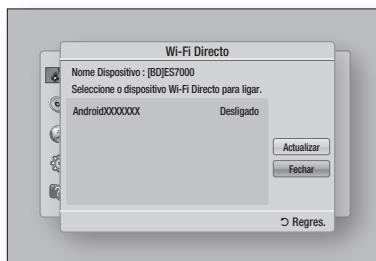 Wi-Fi Directo
Nome Dispositivo : [BD]ES7000
Seleccione o dispositivo Wi-Fi Directo para ligar.
AndroidXXXXXXX Desligado
Actualizar
Fechar
Regres.